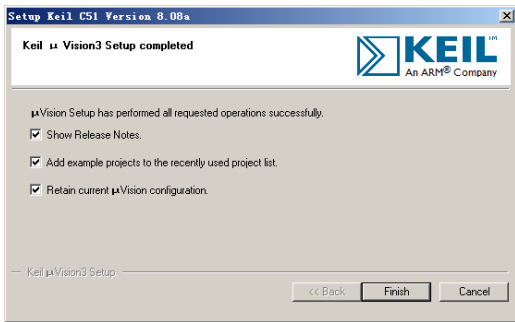 Setup Keil C51 Version 8.08a
Keil μ Vision3 Setup completed
KEIL™
An ARM® Company
μVision Setup has performed all requested operations successfully.
Show Release Notes.
Add example projects to the recently used project list.
Retain current μVision configuration.
Keil μVision3 Setup
<< Back
Finish
Cancel